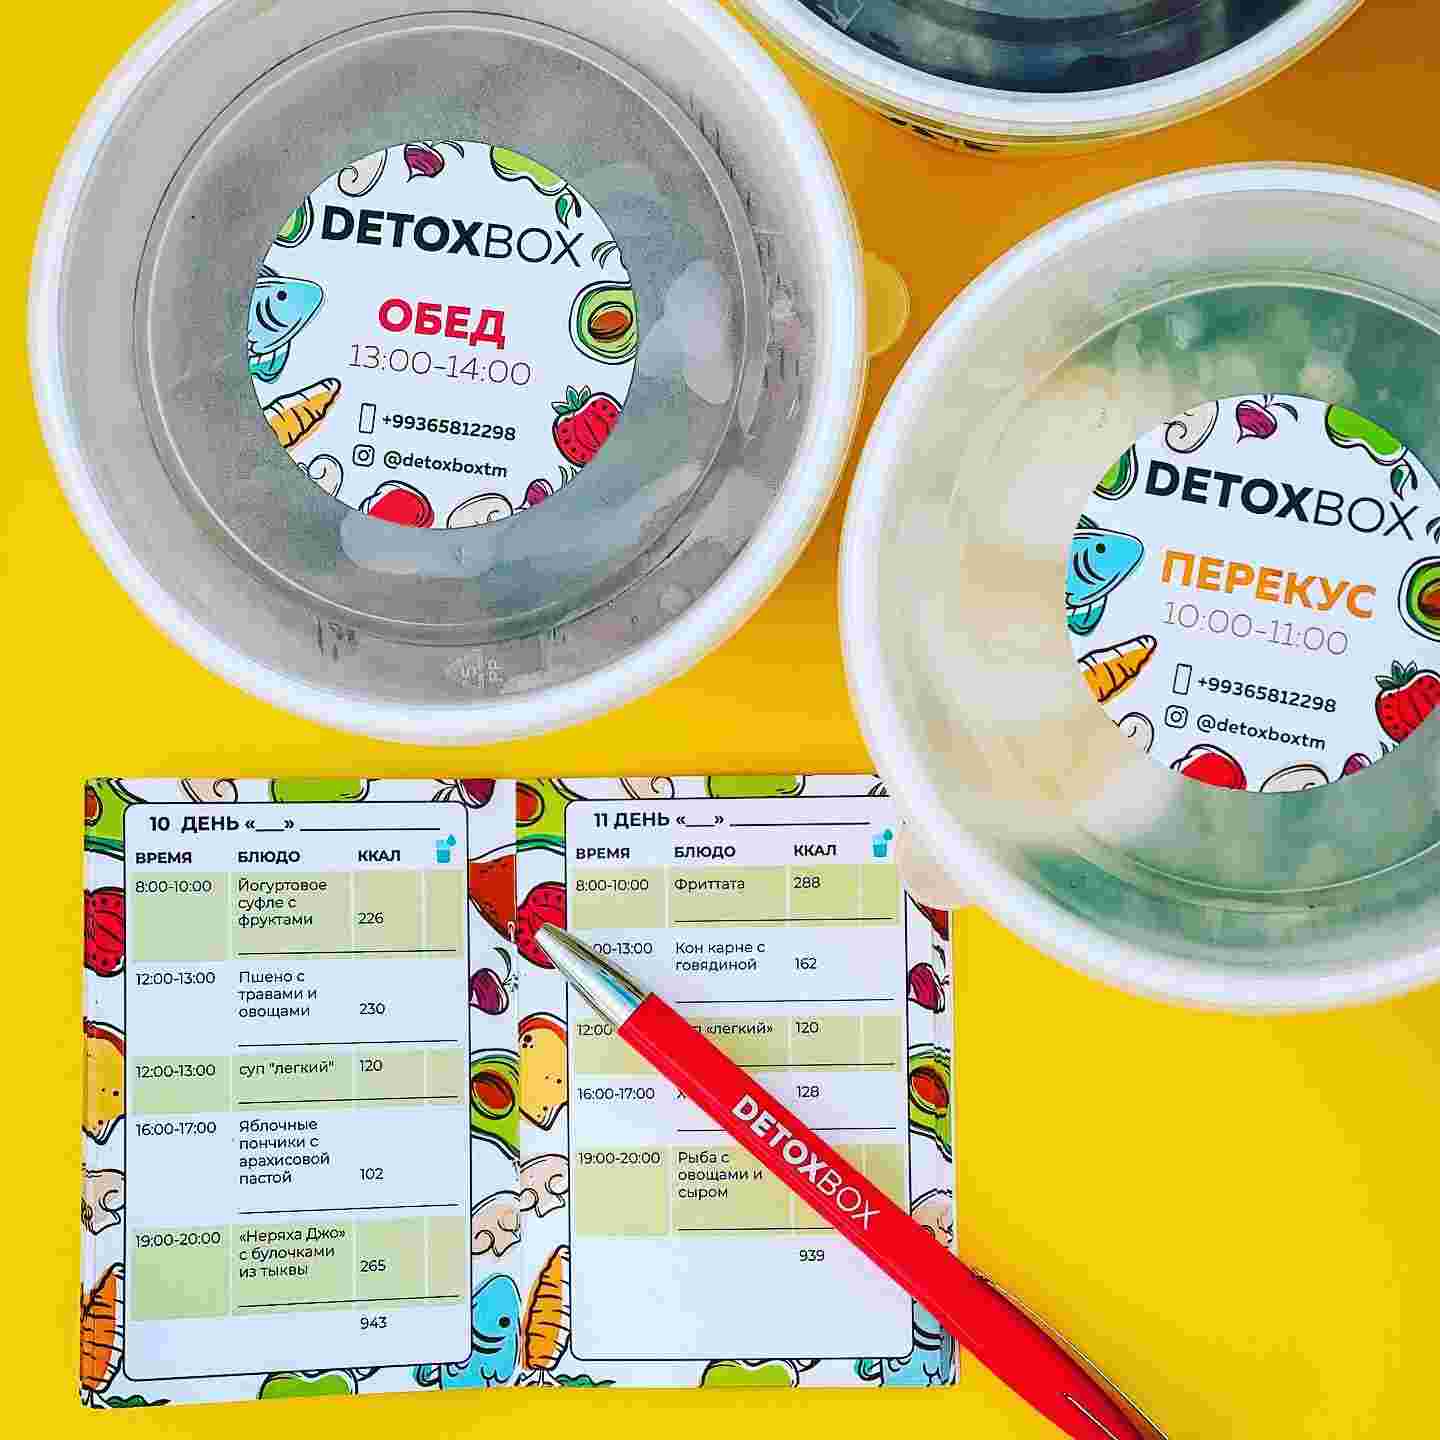 DETOXBOX
ОБЕД
13:00-14:00
+99365812298
@detoxboxtm
DETOXBOX
ПЕРЕКУС
10:00-11:00
+99365812298
@detoxboxtm
10 ДЕНЬ «__» ____________
ВРЕМЯ БЛЮДО ККАЛ
8:00-10:00 Йогуртовое
суфле с
фруктами 226
12:00-13:00 Пшено с
травами и
овощами 230
12:00-13:00 суп "легкий" 120
16:00-17:00 Яблочные
пончики с
арахисовой
пастой 102
19:00-20:00 «Неряха Джо»
с булочками
из тыквы 265
943
11 ДЕНЬ «__» ____________
ВРЕМЯ БЛЮДО ККАЛ
8:00-10:00 Фриттата 288
Кон карне с
говядиной 162
«легкий» 120
16:00-17:00 128
19:00-20:00 Рыба с
овощами и
сыром
939
DETOXBOX